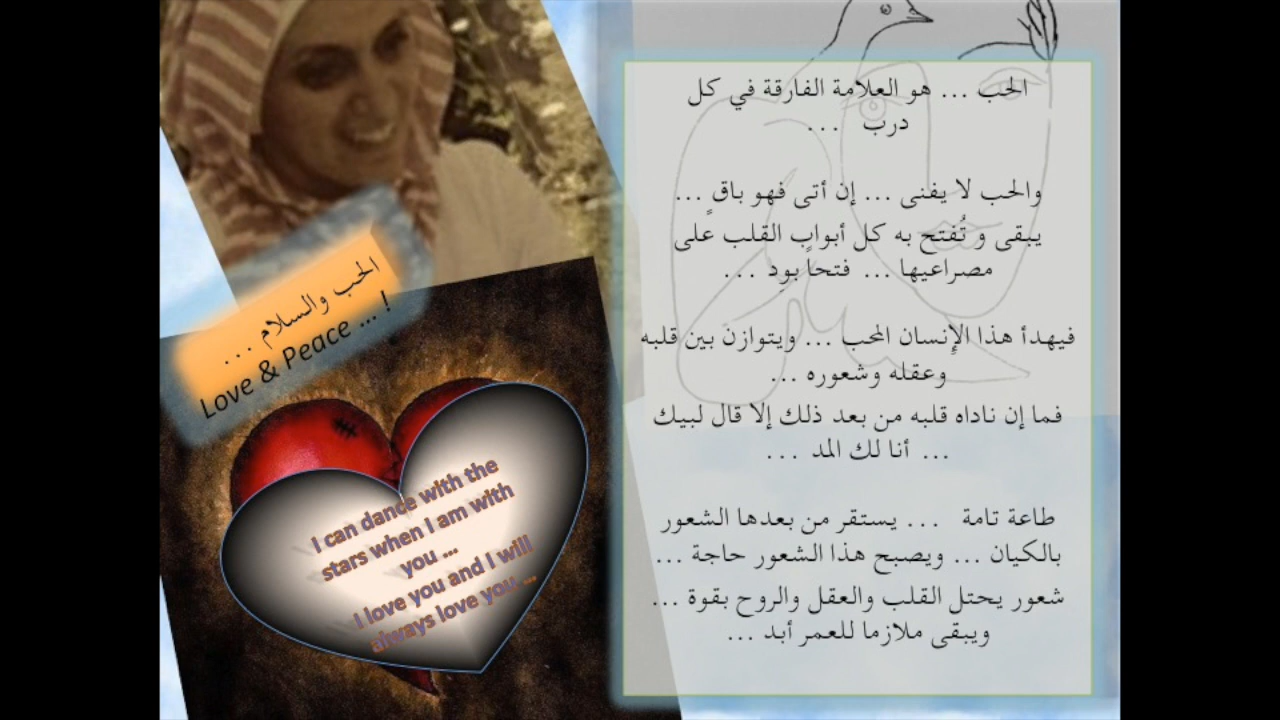 الحب ... هو العلامة الفارقة في كل
درب ...
والحب لا يفنى ... إن أتى فهو باقٍ ...
يبقى و تُفتح به كل أبواب القلب على
مصراعيها ... فتحاً بودِ ...
فيهدأ هذا الإِنسان المحب ... ويتوازن بين قلبه
وعقله وشعوره ...
فما إن ناداه قلبه من بعد ذلك إلا قال لبيك
... أنا لك المد ...
طاعة تامة ... يستقر من بعدها الشعور
بالكيان ... ويصبح هذا الشعور حاجة ...
شعور يحتل القلب والعقل والروح بقوة ...
ويبقى ملازما للعمر أبد ...
الحب والسلام ...
Love & Peace ... !
I can dance with the
stars when I am with
you ...
I love you and I will
always love you ...